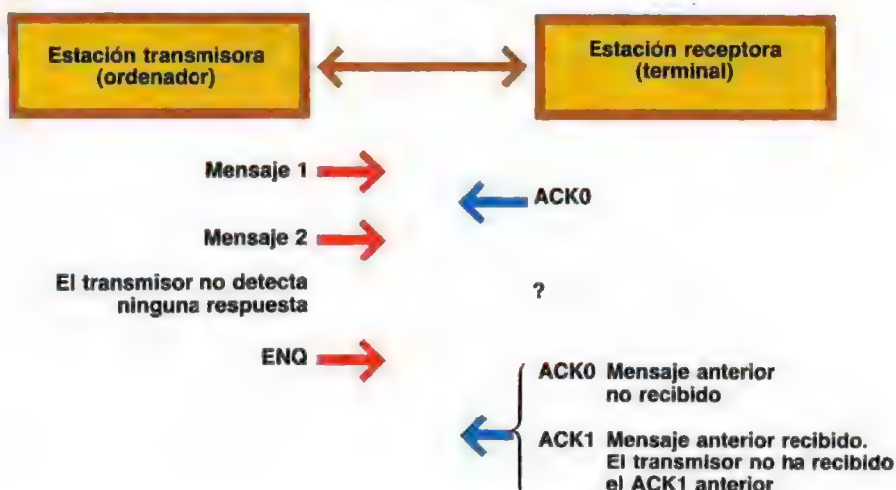 Estación transmisora
(ordenador)
Estación receptora
(terminal)
Mensaje 1
ACK0
Mensaje 2
El transmisor no detecta
ninguna respuesta
?
ENQ
ACK0 Mensaje anterior
no recibido
ACK1 Mensaje anterior recibido.
El transmisor no ha recibido
el ACK1 anterior